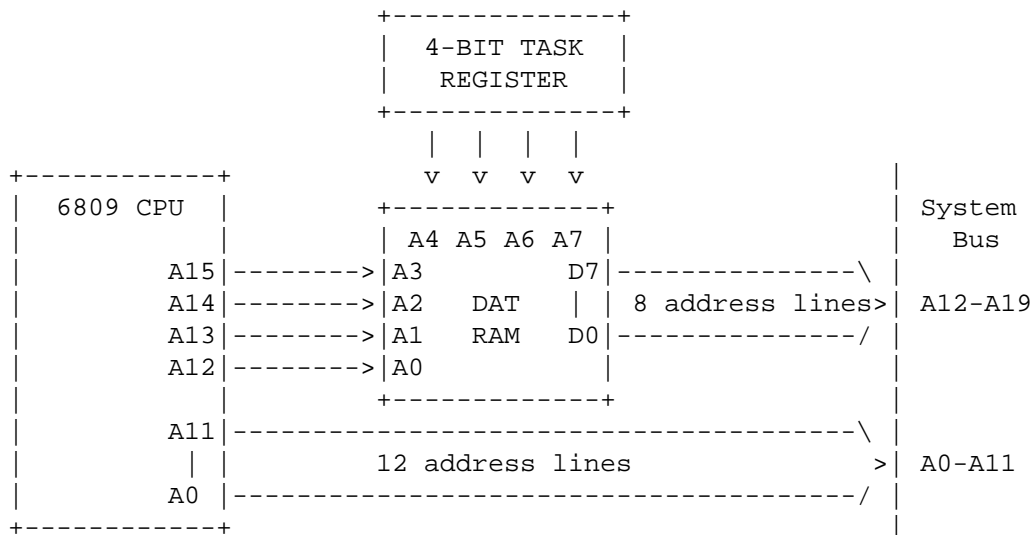 4-BIT TASK
REGISTER
6809 CPU
System
Bus
A4 A5 A6 A7
A15 A3 D7
A14 A2 DAT 8 address lines A12-A19
A13 A1 RAM D0
A12 A0
A11
12 address lines A0-A11
A0